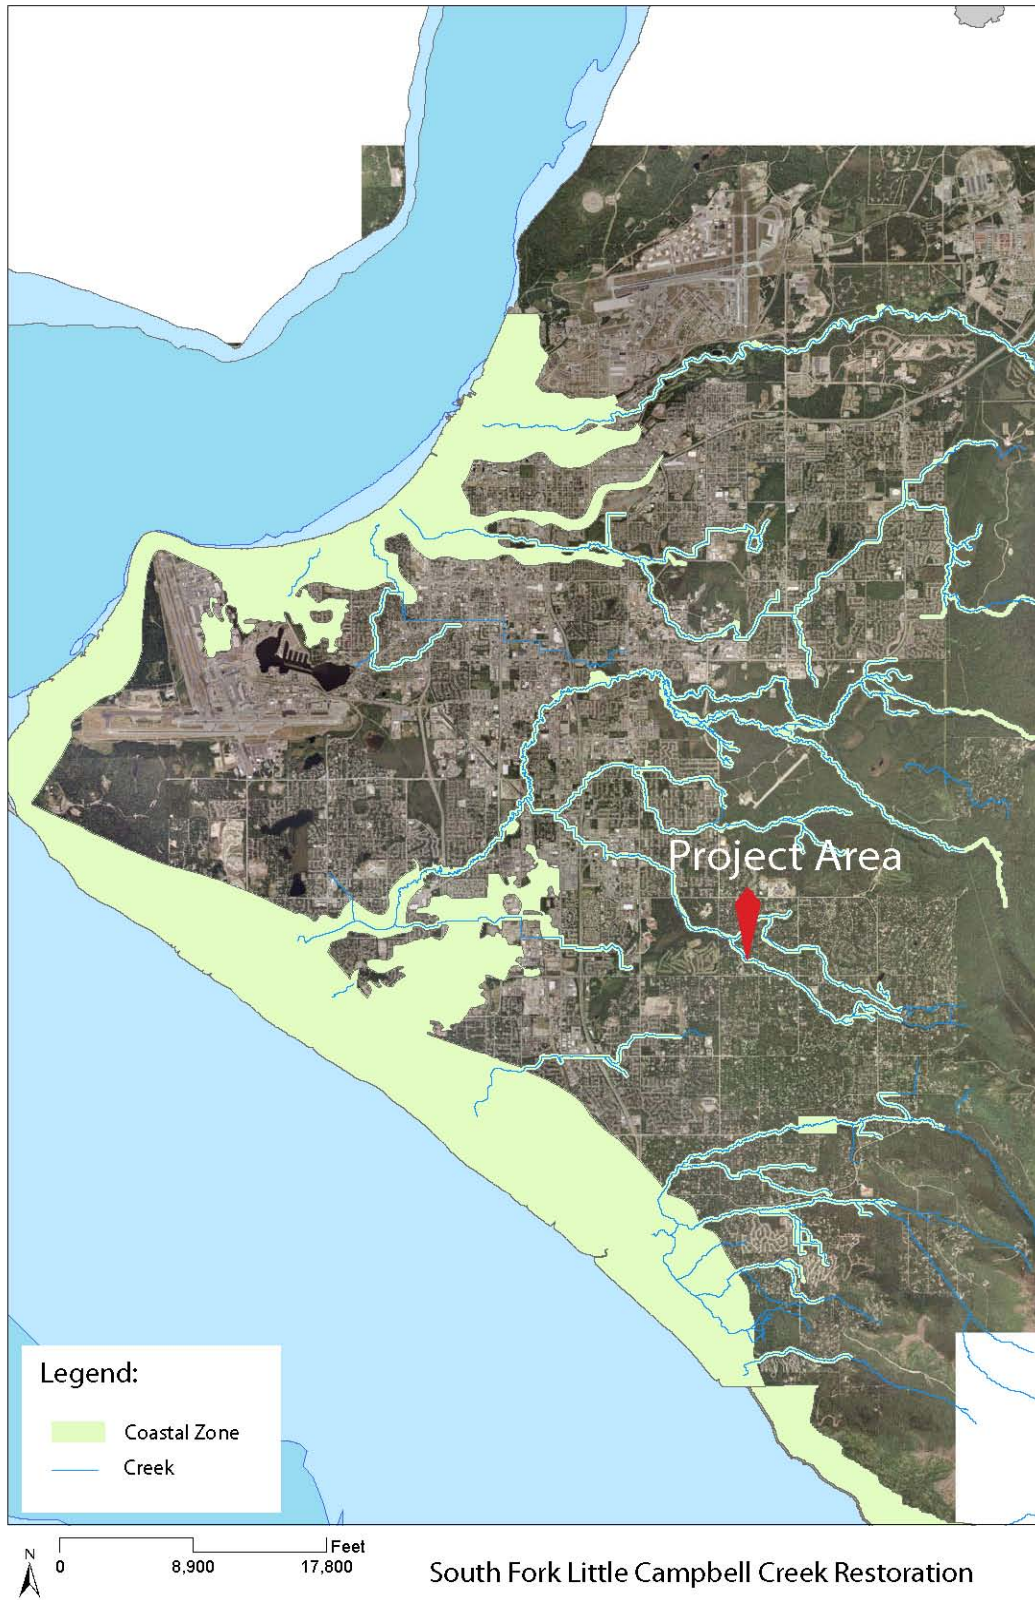 Project Area
Legend:
Coastal Zone
Creek
N
Feet
0 8,900 17,800
South Fork Little Campbell Creek Restoration